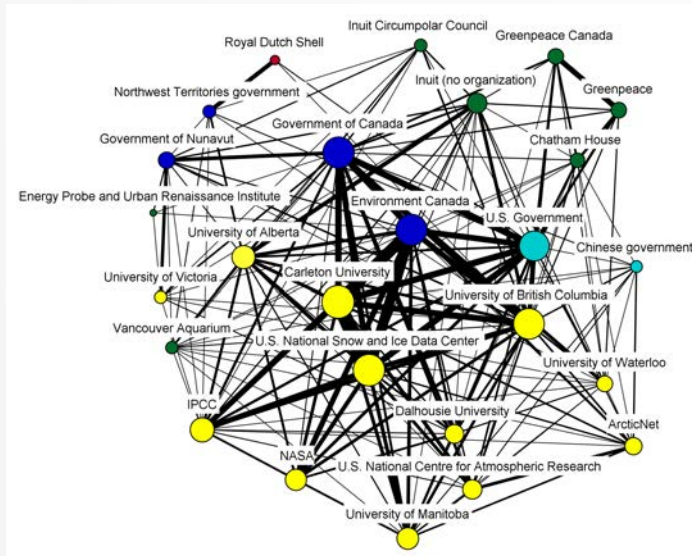 Inuit Circumpolar Council
Greenpeace Canada
Royal Dutch Shell
Inuit (no organization)
Northwest Territories government
Greenpeace
Government of Canada
Government of Nunavut
Chatham House
Energy Probe and Urban Renaissance Institute
Environment Canada
U.S. Government
University of Alberta
Chinese government
Carleton University
University of Victoria
University of British Columbia
Vancouver Aquarium
U.S. National Snow and Ice Data Center
University of Waterloo
IPCC
Dalhousie University
ArcticNet
NASA
U.S. National Centre for Atmospheric Research
University of Manitoba